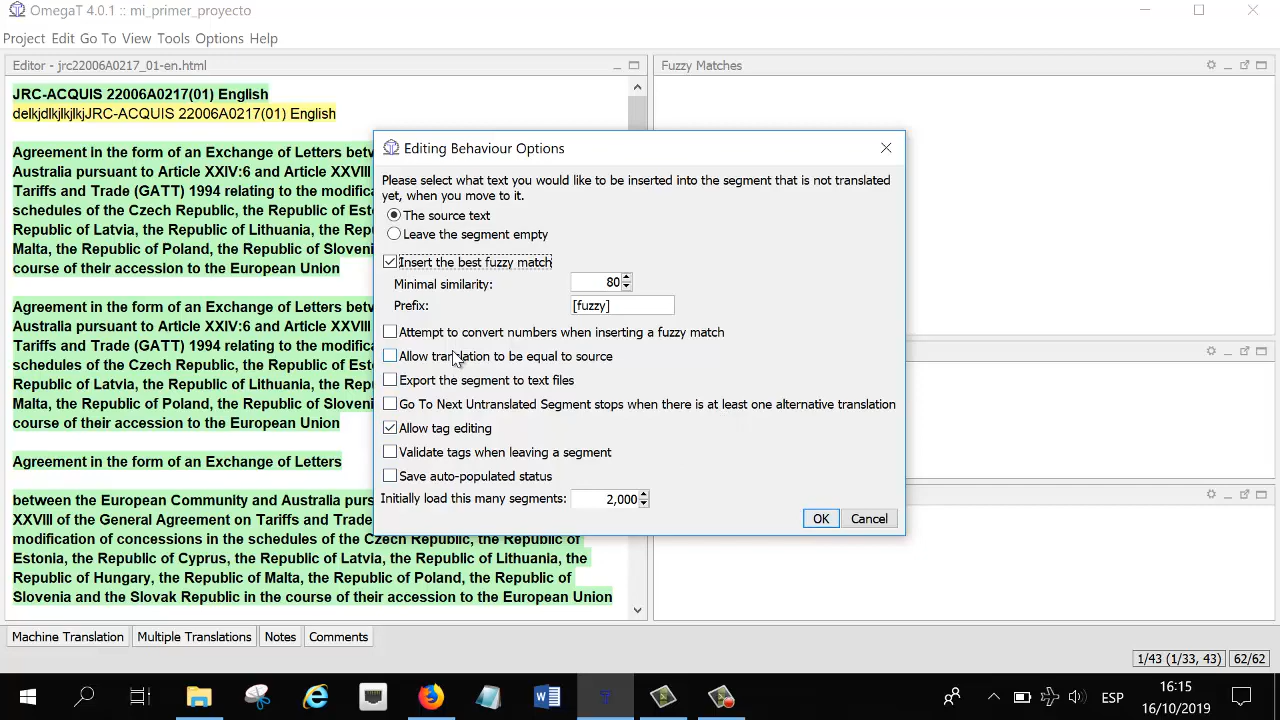 OmegaT 4.0.1 :: mi_primer_proyecto
Project Edit Go To View Tools Options Help
Editor - jrc22006A0217_01-en.html
Fuzzy Matches
JRC-ACQUIS 22006A0217(01) English
delkjdlkjlkjlkjJRC-ACQUIS 22006A0217(01) English
Agreement in the form of an Exchange of Letters
Australia pursuant to Article XXIV:6 and Article XXVIII
Tariffs and Trade (GATT) 1994 relating to the
schedules of the Czech Republic, the Republic of
Republic of Latvia, the Republic of Lithuania, the
Malta, the Republic of Poland, the Republic of
course of their accession to the European Union
Agreement in the form of an Exchange of Letters
Australia pursuant to Article XXIV:6 and Article XXVIII
Tariffs and Trade (GATT) 1994 relating to the
schedules of the Czech Republic, the Republic of
Republic of Latvia, the Republic of Lithuania, the
Malta, the Republic of Poland, the Republic of
course of their accession to the European Union
Agreement in the form of an Exchange of Letters
between the European Community and Australia
XXVIII of the General Agreement on Tariffs and Trade
modification of concessions in the schedules of the Czech Republic, the Republic of
Estonia, the Republic of Cyprus, the Republic of Latvia, the Republic of Lithuania, the
Republic of Hungary, the Republic of Malta, the Republic of Poland, the Republic of
Slovenia and the Slovak Republic in the course of their accession to the European Union
Editing Behaviour Options
Please select what text you would like to be inserted into the segment that is not translated
yet, when you move to it.
The source text
Leave the segment empty
Insert the best fuzzy match
Minimal similarity: 80
Prefix: [fuzzy]
Attempt to convert numbers when inserting a fuzzy match
Allow translation to be equal to source
Export the segment to text files
Go To Next Untranslated Segment stops when there is at least one alternative translation
Allow tag editing
Validate tags when leaving a segment
Save auto-populated status
Initially load this many segments: 2,000
OK Cancel
Machine Translation Multiple Translations Notes Comments
1/43 (1/33, 43) 62/62
ESP
16:15
16/10/2019